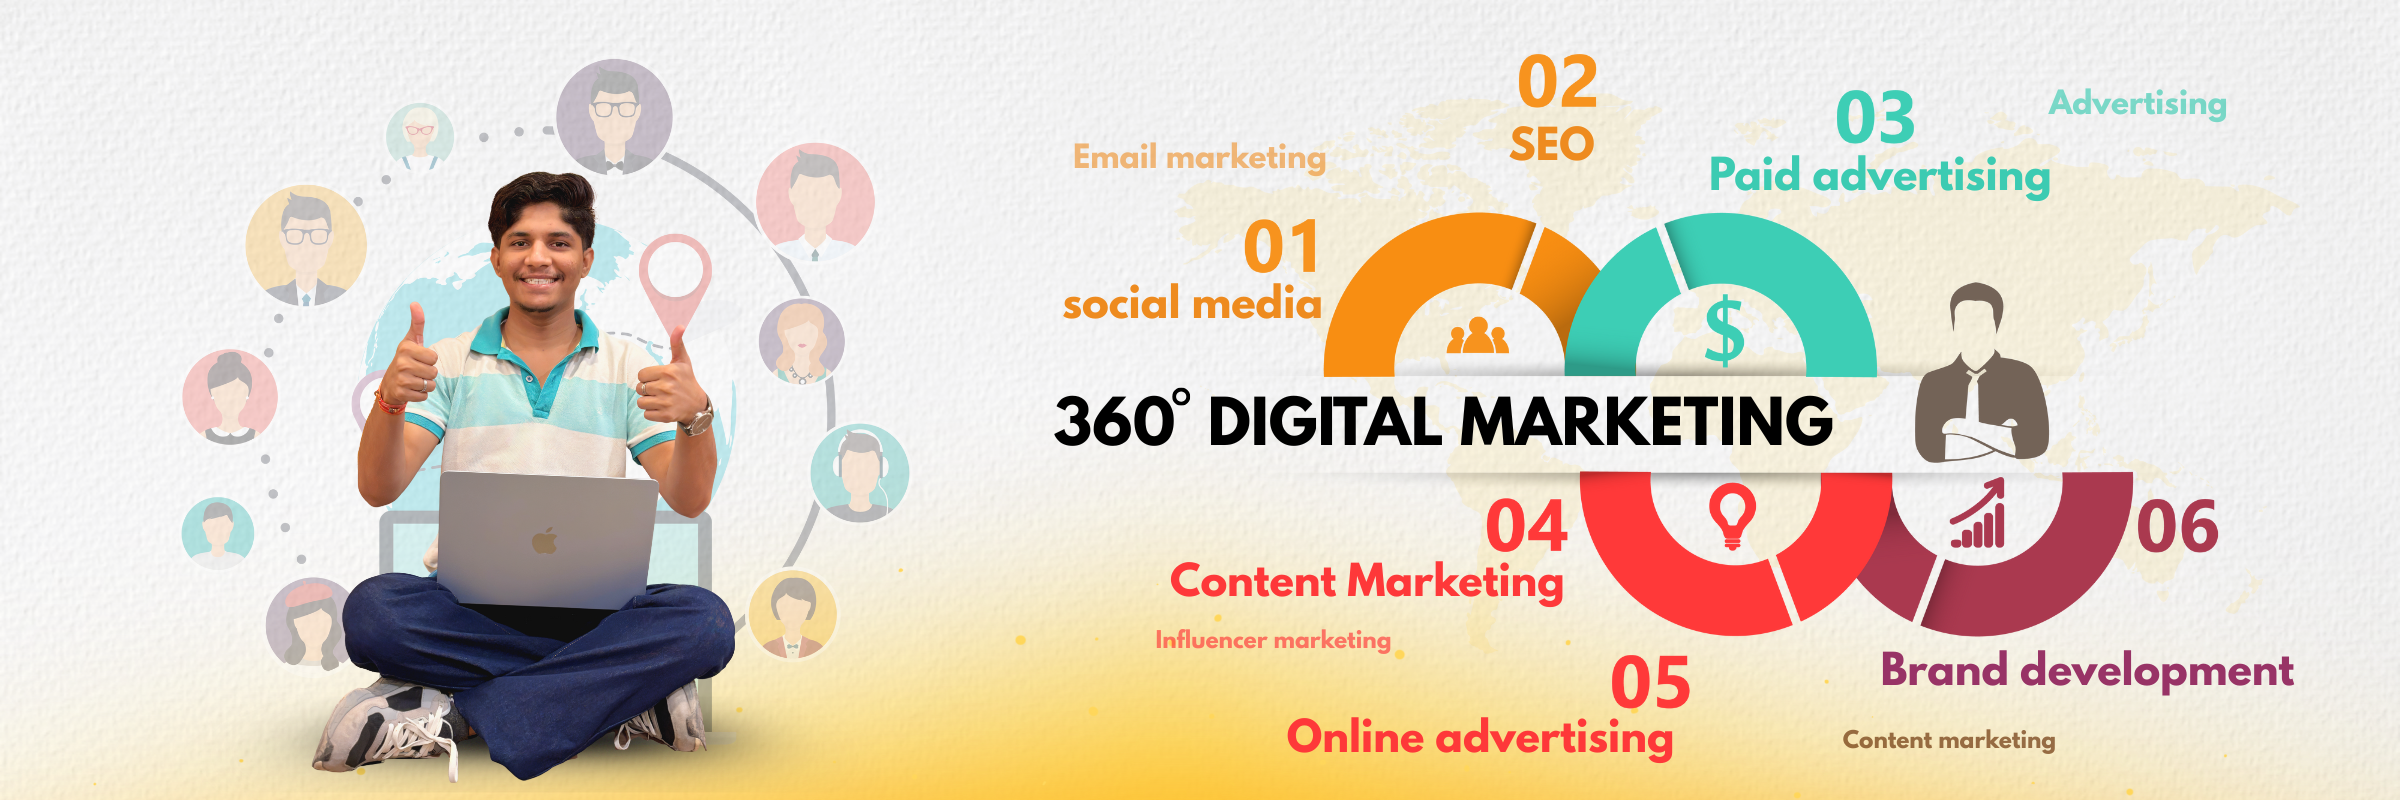 02
SEO
03
Paid advertising
Advertising
Email marketing
01
social media
$
360° DIGITAL MARKETING
04
Content Marketing
Influencer marketing
05
Online advertising
06
Brand development
Content marketing